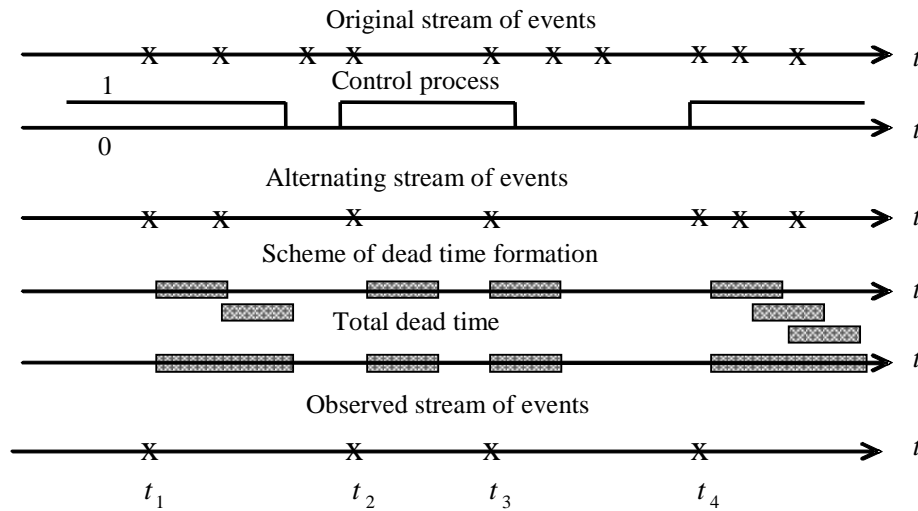 Original stream of events
x x x x x x x x x x t
1 Control process
t
0
Alternating stream of events
x x x x x x x t
Scheme of dead time formation
t
Total dead time
t
Observed stream of events
x x x x t
t1 t2 t3 t4